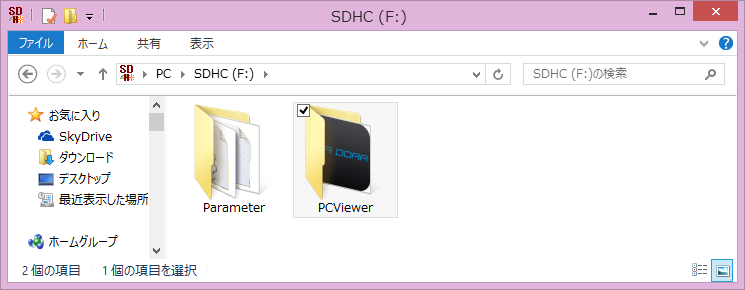 SDHC (F:)
ファイル ホーム 共有 表示
PC SDHC (F:) SDHC (F:)の検索
お気に入り
SkyDrive
ダウンロード
デスクトップ
最近表示した場所
ホームグループ
Parameter PCViewer
2 個の項目 1 個の項目を選択